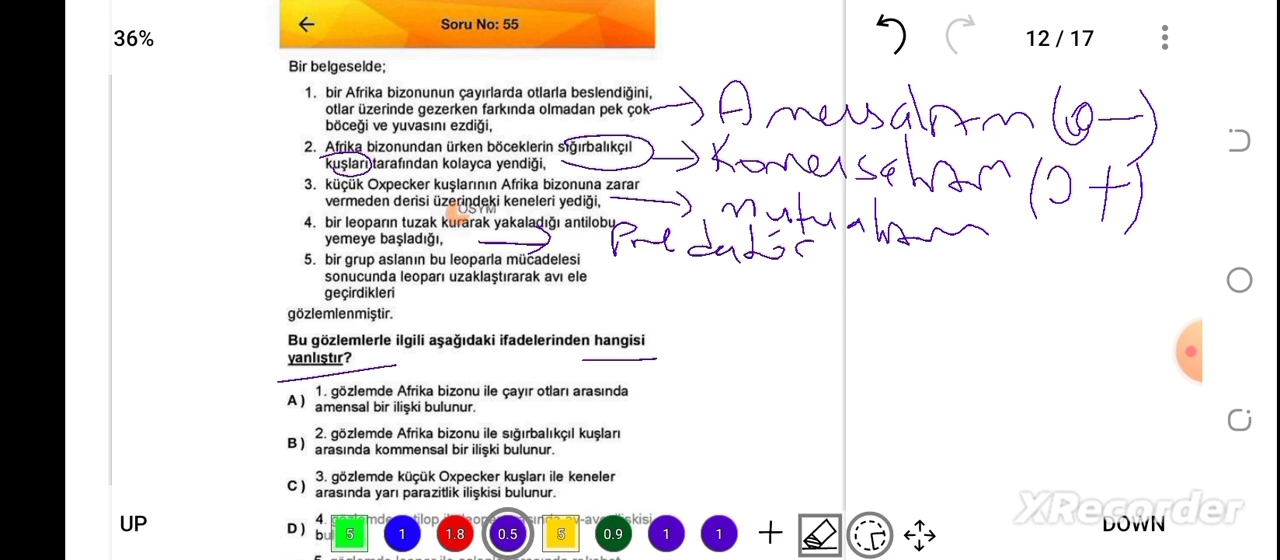 36%
Soru No: 55
12 / 17
Bir belgeselde;
1. bir Afrika bizonunun çayırlarda otlarla beslendiğini,
otlar üzerinde gezerken farkında olmadan pek çok
böceği ve yuvasını ezdiği,
2. Afrika bizonundan ürken böceklerin sığırbalıkçıl
kuşları tarafından kolayca yendiği,
3. küçük Oxpecker kuşlarının Afrika bizonuna zarar
vermeden derisi üzerindeki keneleri yediği,
ÖSYM
4. bir leoparın tuzak kurarak yakaladığı antilobu
yemeye başladığı,
5. bir grup aslanın bu leoparla mücadelesi
sonucunda leoparı uzaklaştırarak avı ele
geçirdikleri
gözlemlenmiştir.
Amensalizm (0 –)
Komensalizm (0 +)
mutualizm
Predatör
Bu gözlemlerle ilgili aşağıdaki ifadelerinden hangisi
yanlıştır?
A) 1. gözlemde Afrika bizonu ile çayır otları arasında
amensal bir ilişki bulunur.
B) 2. gözlemde Afrika bizonu ile sığırbalıkçıl kuşları
arasında kommensal bir ilişki bulunur.
C) 3. gözlemde küçük Oxpecker kuşları ile keneler
arasında yarı parazitlik ilişkisi bulunur.
D) 4.
UP
5 1 1.8 0.5 5 0.9 1 1
DOWN
XRecorder